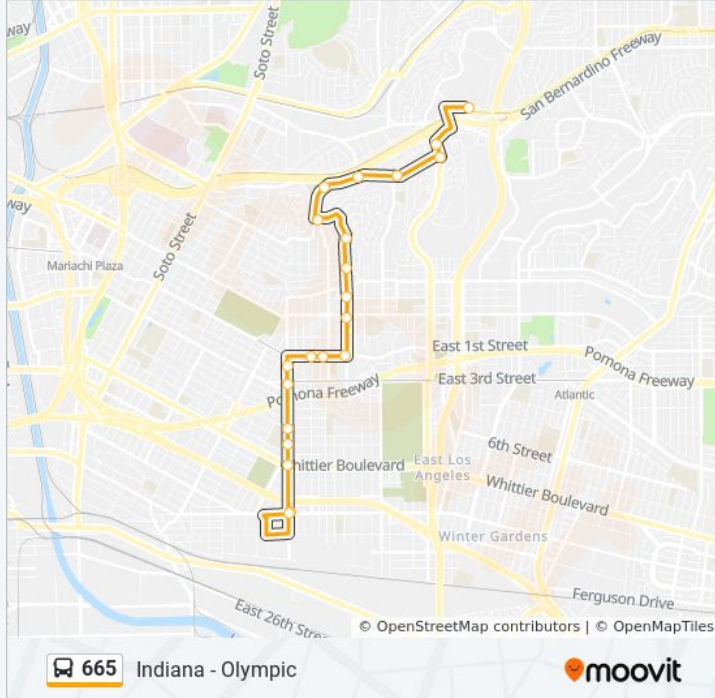 way
Soto Street
San Bernardino Freeway
way
Soto Street
Mariachi Plaza
East 1st Street
Pomona Freeway
East 3rd Street
Pomona Freeway
Atlantic
6th Street
hittier Boulevard
East Los
Angeles
Whittier Boulevard
Winter Gardens
Ferguson Drive
East 26th Stre
© OpenStreetMap contributors | © OpenMapTiles
665 Indiana - Olympic
moovit